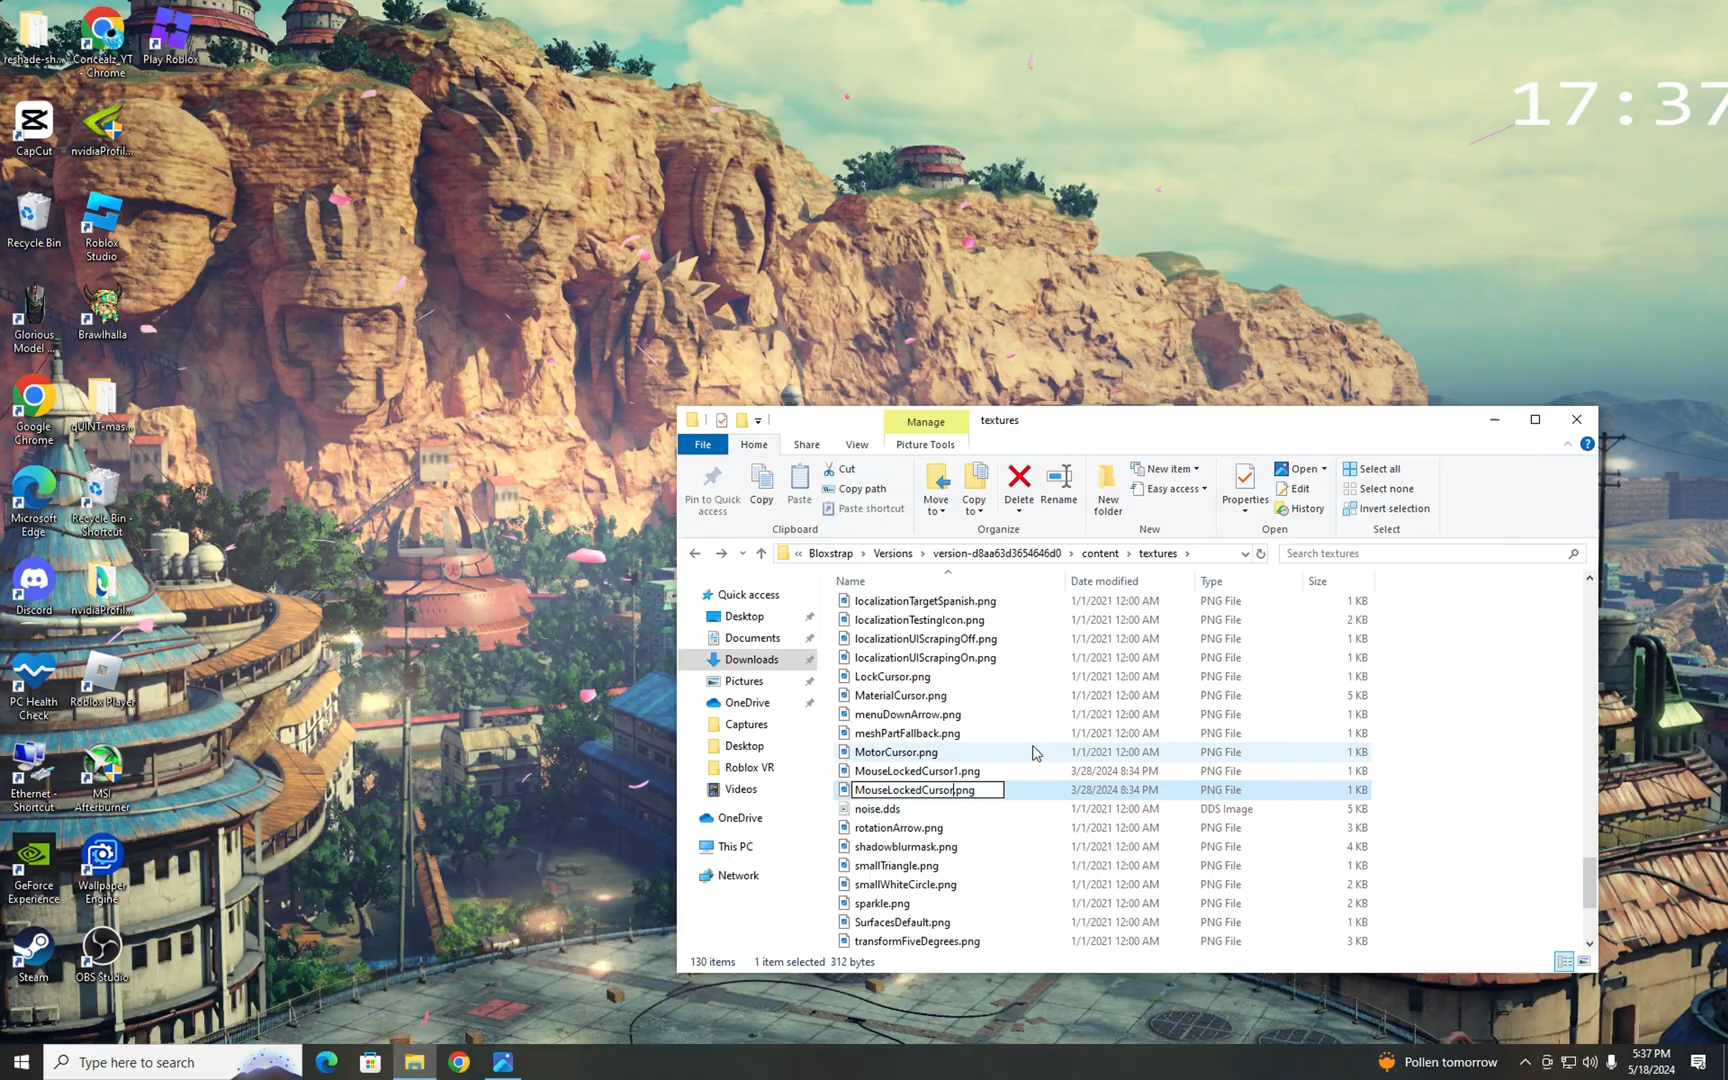 reshade-sh...
Concealz_YT - Chrome
Play Roblox
17:37
CapCut
nvidiaProfil...
Recycle Bin
Roblox Studio
Glorious Model ...
Brawlhalla
Google Chrome
qUINT-mas...
Microsoft Edge
Recycle Bin - Shortcut
Discord
nvidiaProfil...
PC Health Check
Roblox Player
Ethernet - Shortcut
MSI Afterburner
GeForce Experience
Wallpaper Engine
Steam
OBS Studio
Manage
textures
File
Home
Share
View
Picture Tools
Pin to Quick access
Copy
Paste
Cut
Copy path
Paste shortcut
Clipboard
Move to
Copy to
Delete
Rename
Organize
New folder
New item
Easy access
New
Properties
Open
Edit
History
Open
Select all
Select none
Invert selection
Select
« Bloxstrap > Versions > version-d8aa63d3654646d0 > content > textures >
Search textures
Quick access
Desktop
Documents
Downloads
Pictures
OneDrive
Captures
Desktop
Roblox VR
Videos
OneDrive
This PC
Network
Name Date modified Type Size
localizationTargetSpanish.png 1/1/2021 12:00 AM PNG File 1 KB
localizationTestingIcon.png 1/1/2021 12:00 AM PNG File 2 KB
localizationUIScrapingOff.png 1/1/2021 12:00 AM PNG File 1 KB
localizationUIScrapingOn.png 1/1/2021 12:00 AM PNG File 1 KB
LockCursor.png 1/1/2021 12:00 AM PNG File 1 KB
MaterialCursor.png 1/1/2021 12:00 AM PNG File 5 KB
menuDownArrow.png 1/1/2021 12:00 AM PNG File 1 KB
meshPartFallback.png 1/1/2021 12:00 AM PNG File 1 KB
MotorCursor.png 1/1/2021 12:00 AM PNG File 1 KB
MouseLockedCursor1.png 3/28/2024 8:34 PM PNG File 1 KB
MouseLockedCursor.png 3/28/2024 8:34 PM PNG File 1 KB
noise.dds 1/1/2021 12:00 AM DDS Image 5 KB
rotationArrow.png 1/1/2021 12:00 AM PNG File 3 KB
shadowblurmask.png 1/1/2021 12:00 AM PNG File 4 KB
smallTriangle.png 1/1/2021 12:00 AM PNG File 1 KB
smallWhiteCircle.png 1/1/2021 12:00 AM PNG File 2 KB
sparkle.png 1/1/2021 12:00 AM PNG File 2 KB
SurfacesDefault.png 1/1/2021 12:00 AM PNG File 1 KB
transformFiveDegrees.png 1/1/2021 12:00 AM PNG File 3 KB
130 items 1 item selected 312 bytes
Type here to search
Pollen tomorrow
5:37 PM
5/18/2024